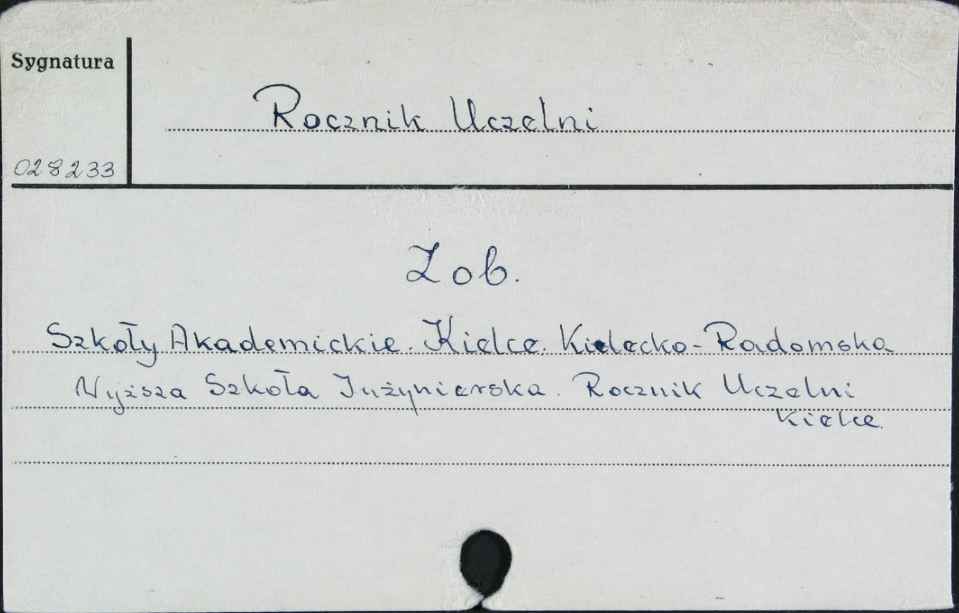 Sygnatura
Rocznik Uczelni
028233
Zob.
Szkoły Akademickie. Kielce. Kielecko-Radomska
Wyższa Szkoła Inżynierska. Rocznik Uczelni
Kielce.